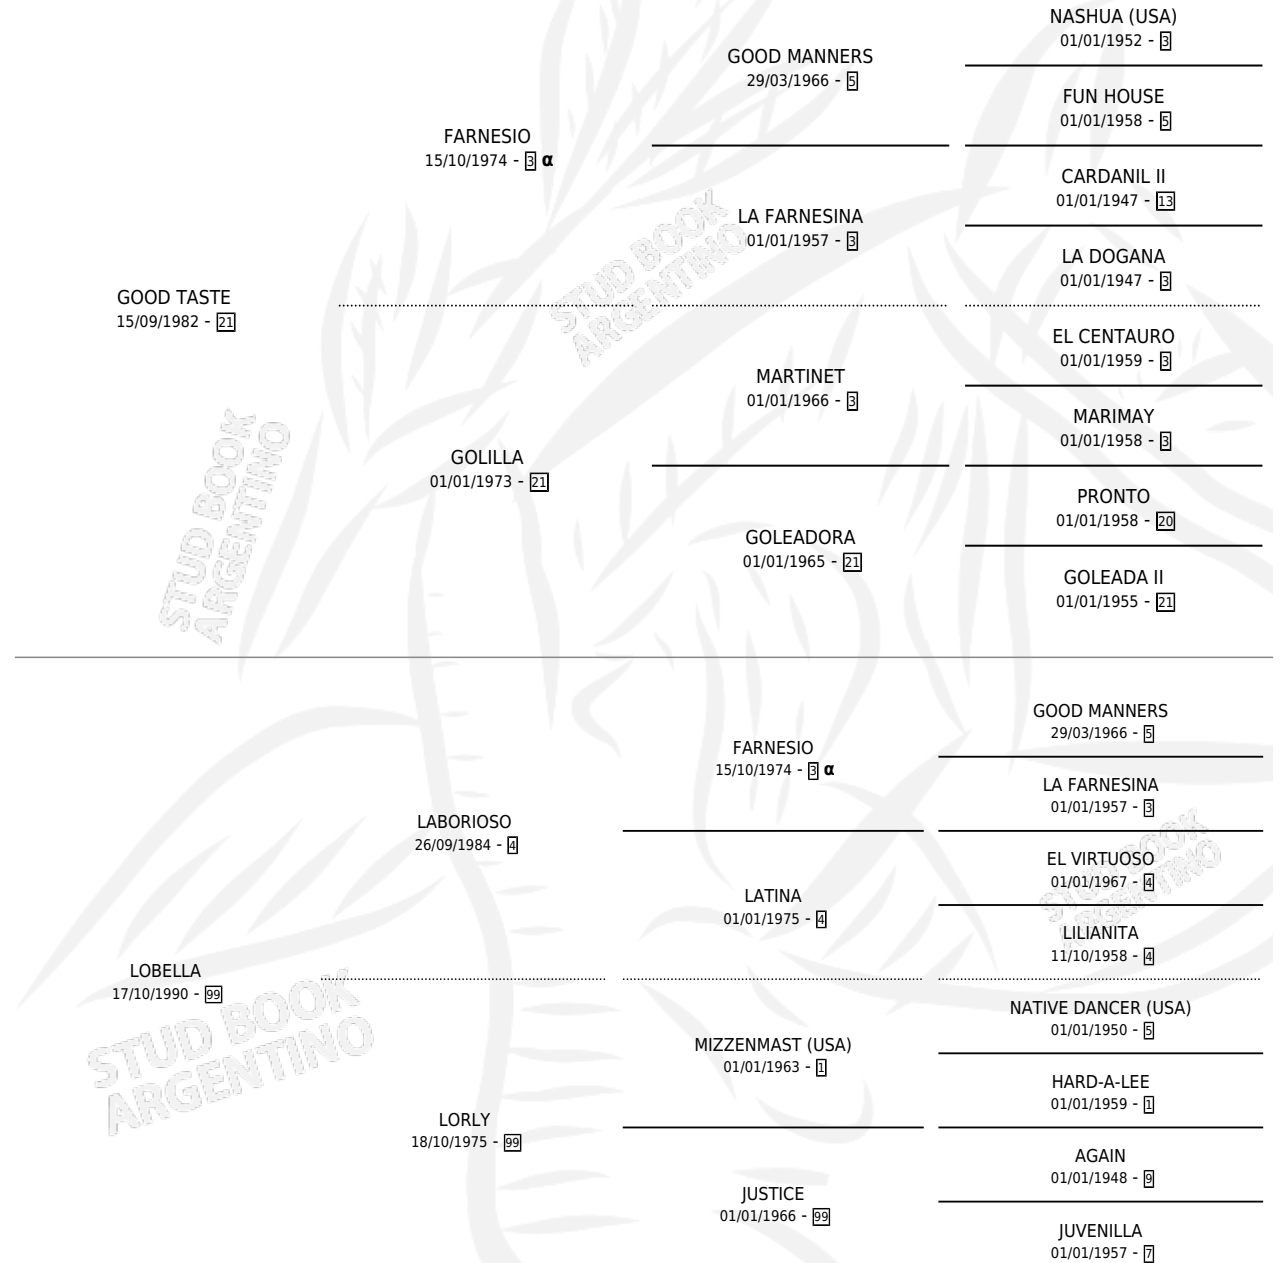 NASHUA (USA)
01/01/1952 - 3
GOOD MANNERS
29/03/1966 - 5
FUN HOUSE
01/01/1958 - 5
FARNESIO
15/10/1974 - 3 α
CARDANIL II
01/01/1947 - 13
LA FARNESINA
01/01/1957 - 3
LA DOGANA
01/01/1947 - 3
GOOD TASTE
15/09/1982 - 21
EL CENTAURO
01/01/1959 - 3
MARTINET
01/01/1966 - 3
MARIMAY
01/01/1958 - 3
GOLILLA
01/01/1973 - 21
PRONTO
01/01/1958 - 20
GOLEADORA
01/01/1965 - 21
GOLEADA II
01/01/1955 - 21
STUD BOOK
ARGENTINO
STUD BOOK
ARGENTINO
GOOD MANNERS
29/03/1966 - 5
FARNESIO
15/10/1974 - 3 α
LA FARNESINA
01/01/1957 - 3
LABORIOSO
26/09/1984 - 4
EL VIRTUOSO
01/01/1967 - 4
LATINA
01/01/1975 - 4
LILIANITA
11/10/1958 - 4
LOBELLA
17/10/1990 - 99
NATIVE DANCER (USA)
01/01/1950 - 5
MIZZENMAST (USA)
01/01/1963 - 1
HARD-A-LEE
01/01/1959 - 1
LORLY
18/10/1975 - 99
AGAIN
01/01/1948 - 9
JUSTICE
01/01/1966 - 99
JUVENILLA
01/01/1957 - 7
STUD BOOK
ARGENTINO
STUD BOOK
ARGENTINO